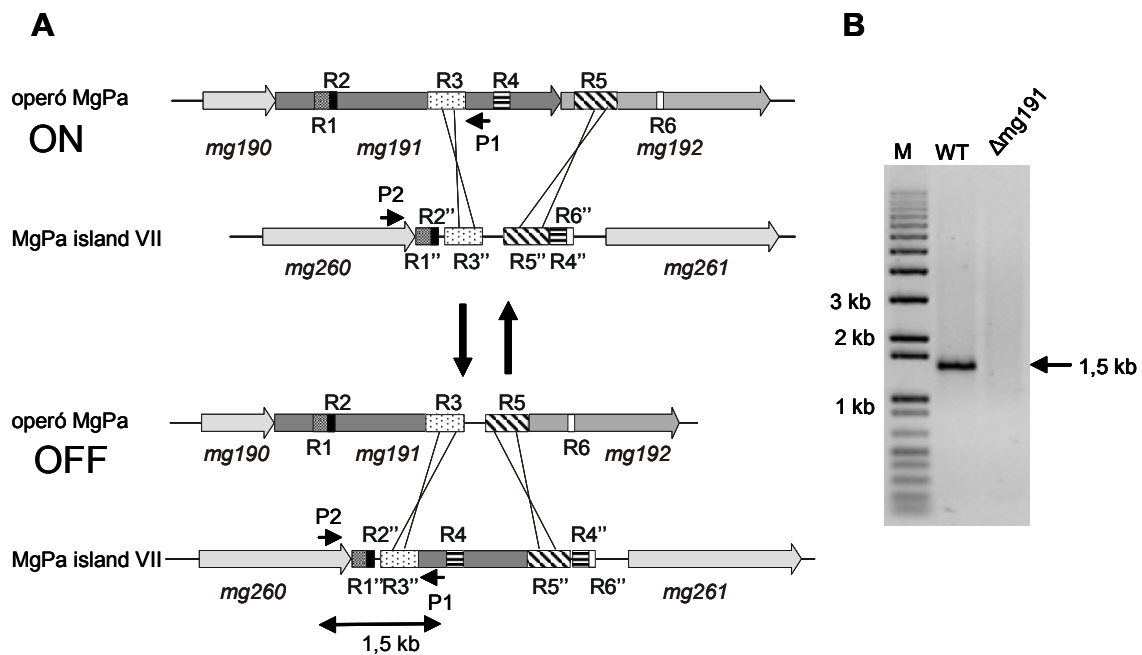 A
B
R2 R3 R4 R5
operó MgPa
ON
R1 P1 R6
mg190 mg191 mg192
P2
R2” R6”
MgPa island VII
R1” R3” R5” R4”
mg260 mg261
R2 R3 R5
operó MgPa
OFF
R1 R6
mg190 mg191 mg192
P2
R2” R4 R4”
MgPa island VII
R1” R3” R5” R6”
mg260 P1 mg261
1,5 kb
M WT Δmg191
3 kb
2 kb
1,5 kb
1 kb